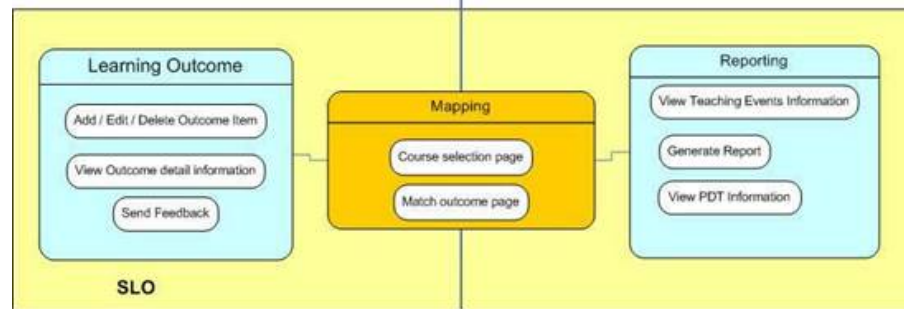 Learning Outcome
Add / Edit / Delete Outcome Item
View Outcome detail information
Send Feedback
SLO
Mapping
Course selection page
Match outcome page
Reporting
View Teaching Events Information
Generate Report
View PDT Information